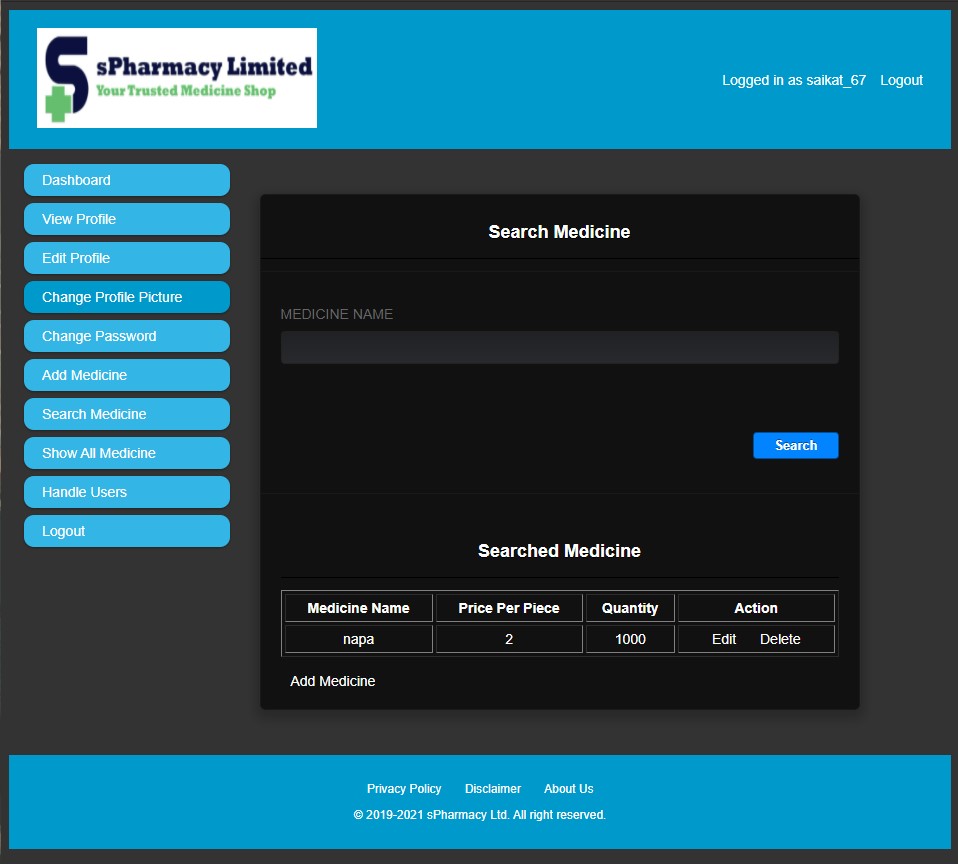 sPharmacy Limited
Your Trusted Medicine Shop
Logged in as saikat_67 Logout
Dashboard
View Profile
Edit Profile
Change Profile Picture
Change Password
Add Medicine
Search Medicine
Show All Medicine
Handle Users
Logout
Search Medicine
MEDICINE NAME
Search
Searched Medicine
Medicine Name Price Per Piece Quantity Action
napa 2 1000 Edit Delete
Add Medicine
Privacy Policy Disclaimer About Us
© 2019-2021 sPharmacy Ltd. All right reserved.